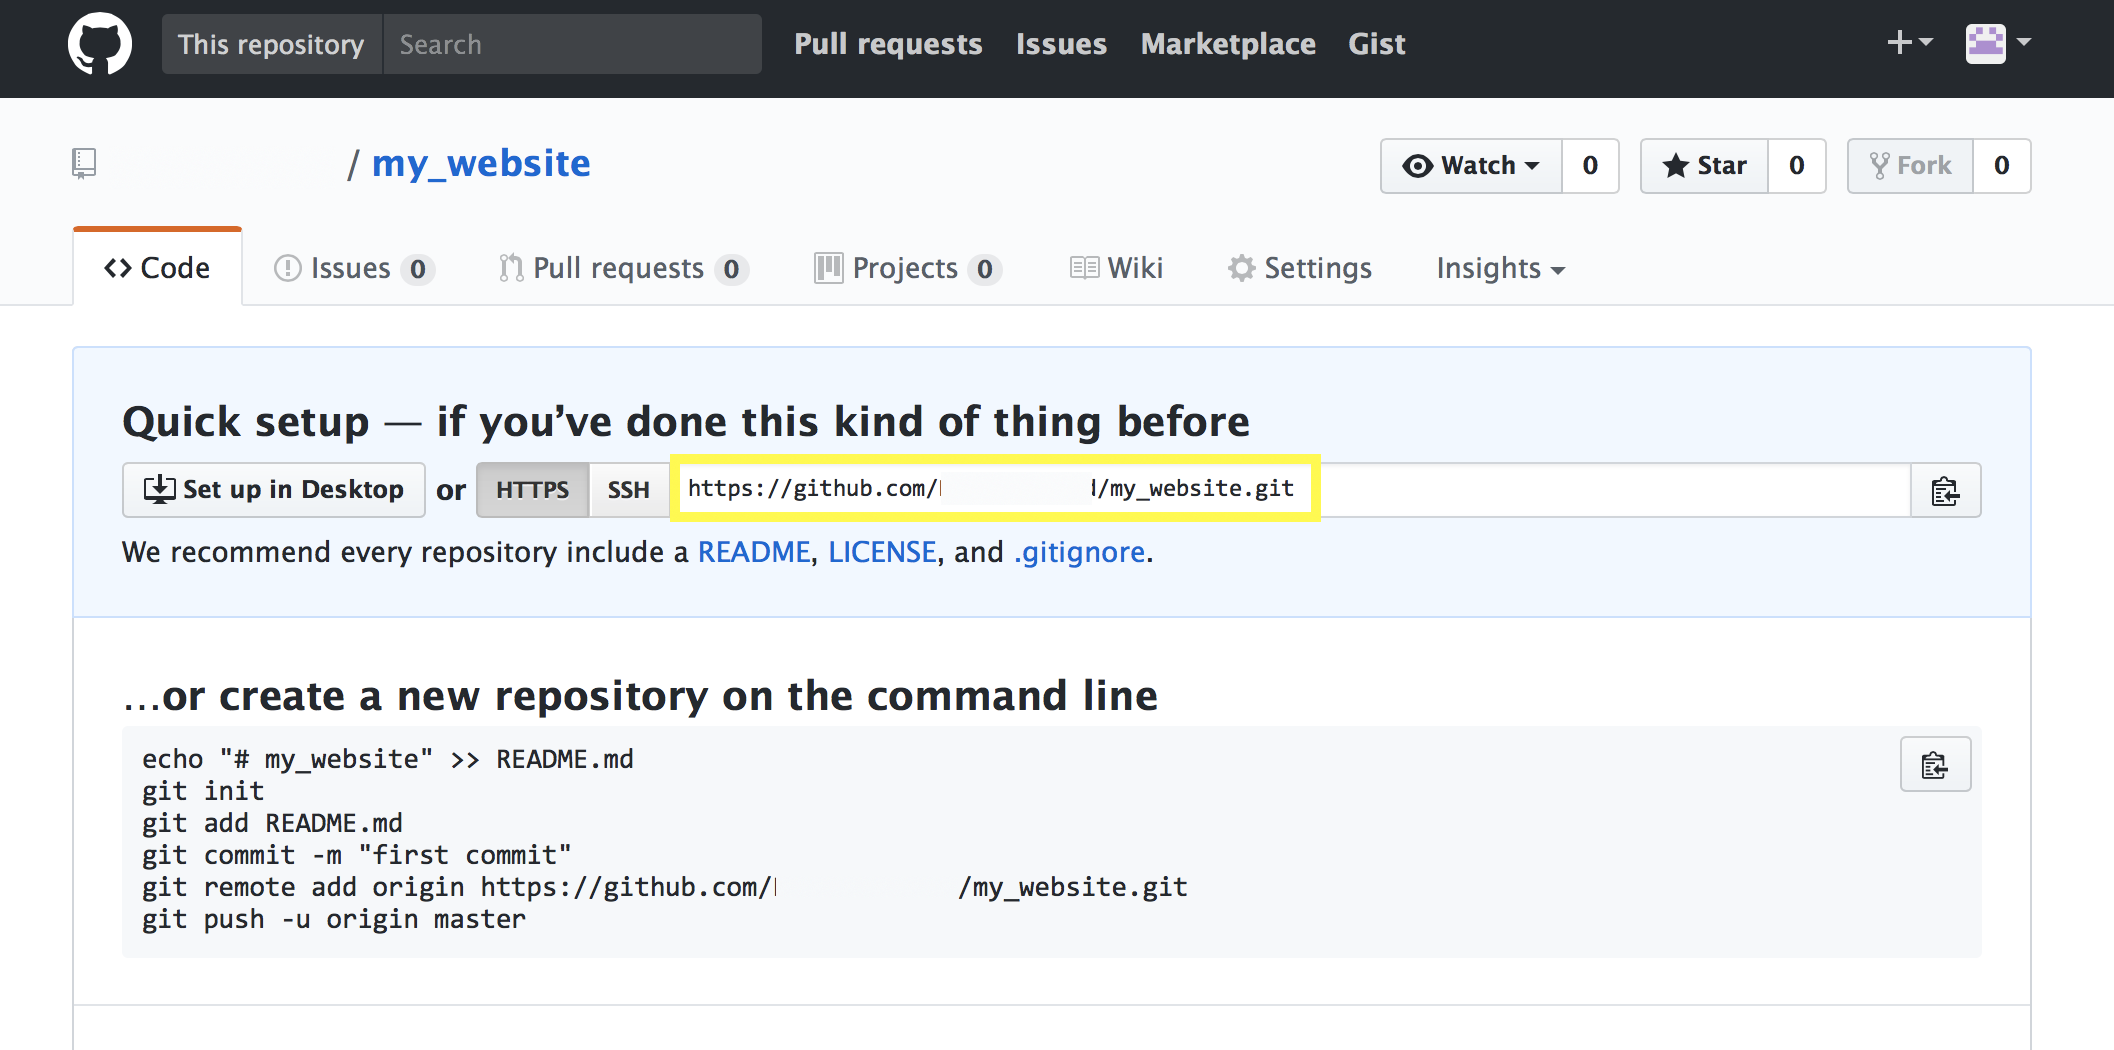 This repository Search Pull requests Issues Marketplace Gist
/ my_website Watch 0 Star 0 Fork 0
Code Issues 0 Pull requests 0 Projects 0 Wiki Settings Insights
Quick setup — if you’ve done this kind of thing before
Set up in Desktop or HTTPS SSH https://github.com/ /my_website.git
We recommend every repository include a README, LICENSE, and .gitignore.
…or create a new repository on the command line
echo "# my_website" >> README.md
git init
git add README.md
git commit -m "first commit"
git remote add origin https://github.com/ /my_website.git
git push -u origin master